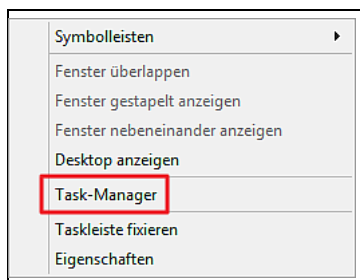 Symbolleisten
Fenster überlappen
Fenster gestapelt anzeigen
Fenster nebeneinander anzeigen
Desktop anzeigen
Task-Manager
Taskleiste fixieren
Eigenschaften